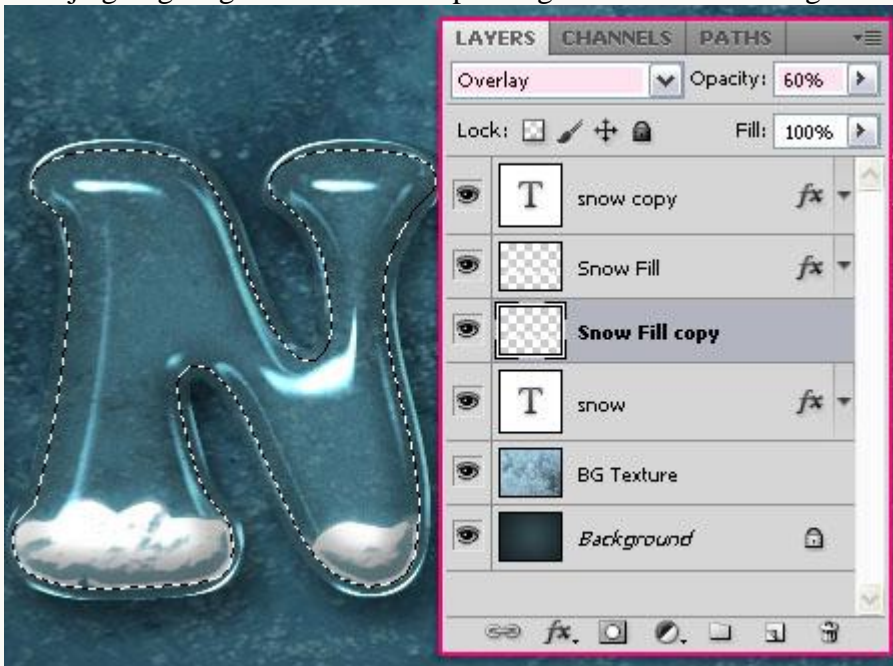 N
LAYERS CHANNELS PATHS
Overlay Opacity: 60%
Lock: Fill: 100%
T snow copy fx
Snow Fill fx
Snow Fill copy
T snow fx
BG Texture
Background
fx.